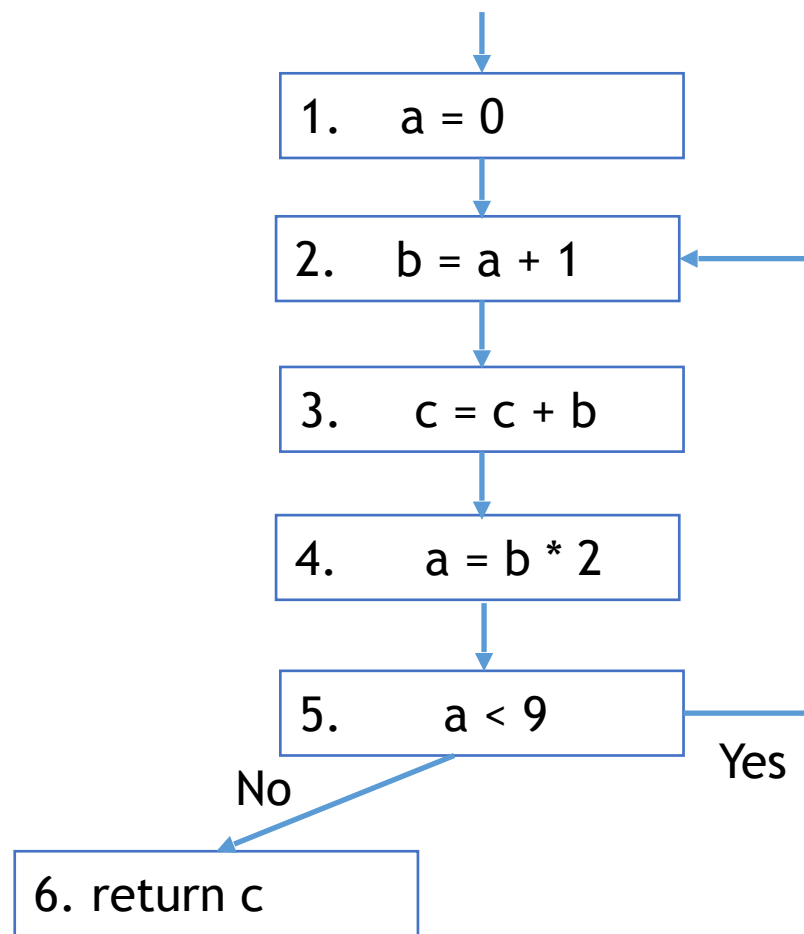 1. a = 0
2. b = a + 1
3. c = c + b
4. a = b * 2
5. a < 9
Yes
No
6. return c